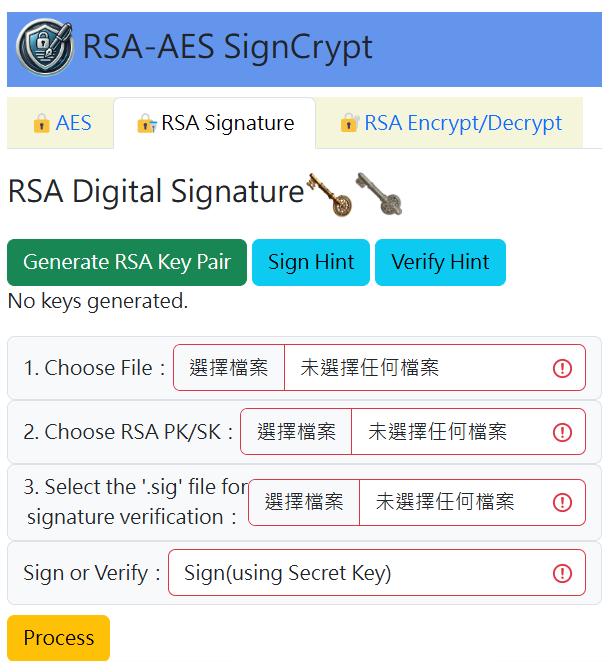 RSA-AES SignCrypt
AES
RSA Signature
RSA Encrypt/Decrypt
RSA Digital Signature
Generate RSA Key Pair
Sign Hint
Verify Hint
No keys generated.
1. Choose File：
選擇檔案
未選擇任何檔案
2. Choose RSA PK/SK：
選擇檔案
未選擇任何檔案
3. Select the '.sig' file for
signature verification：
選擇檔案
未選擇任何檔案
Sign or Verify：
Sign(using Secret Key)
Process